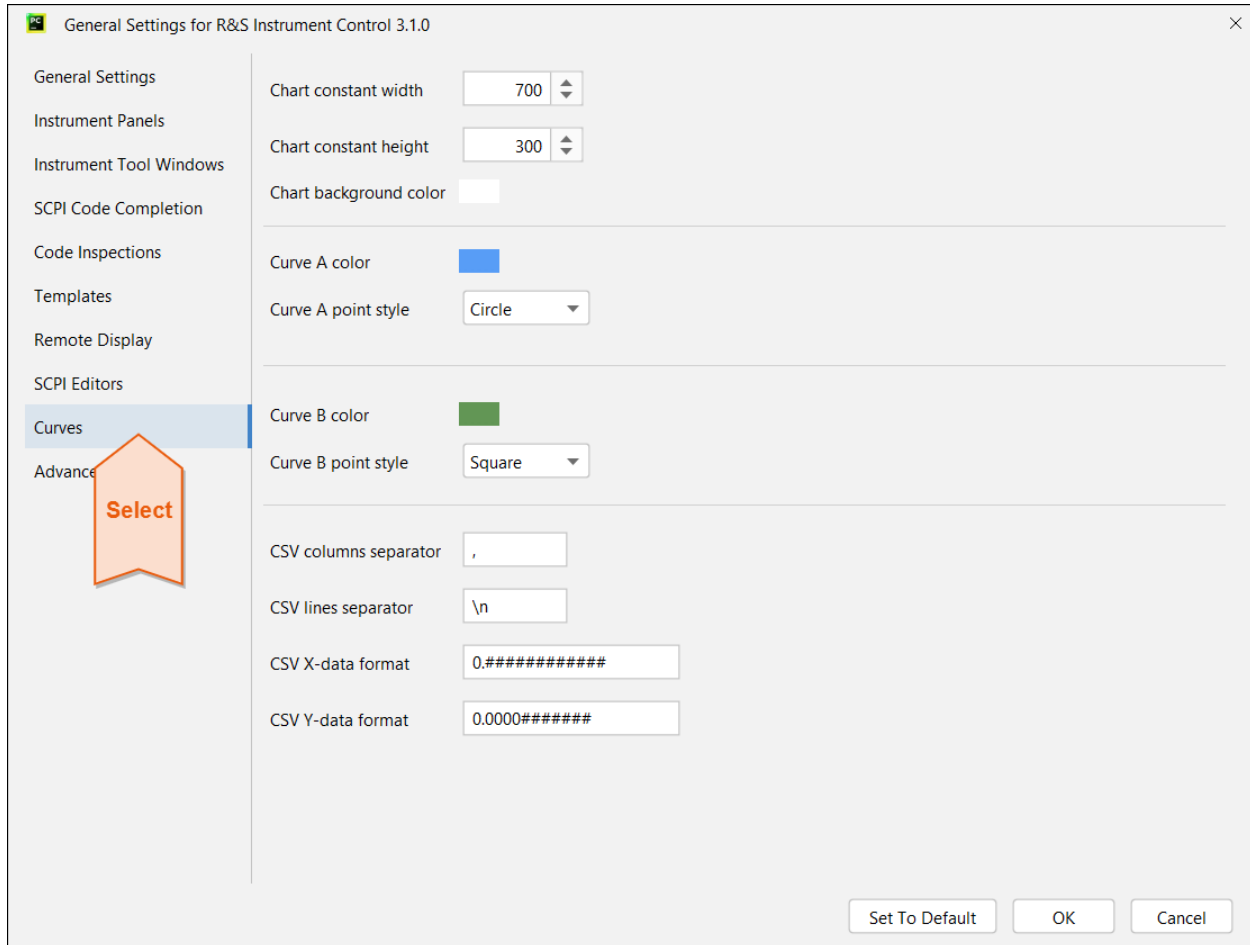 PC
General Settings for R&S Instrument Control 3.1.0
General Settings
Instrument Panels
Instrument Tool Windows
SCPI Code Completion
Code Inspections
Templates
Remote Display
SCPI Editors
Curves
Advance
Select
Chart constant width 700
Chart constant height 300
Chart background color
Curve A color
Curve A point style Circle
Curve B color
Curve B point style Square
CSV columns separator ,
CSV lines separator \n
CSV X-data format 0.############
CSV Y-data format 0.0000#######
Set To Default OK Cancel